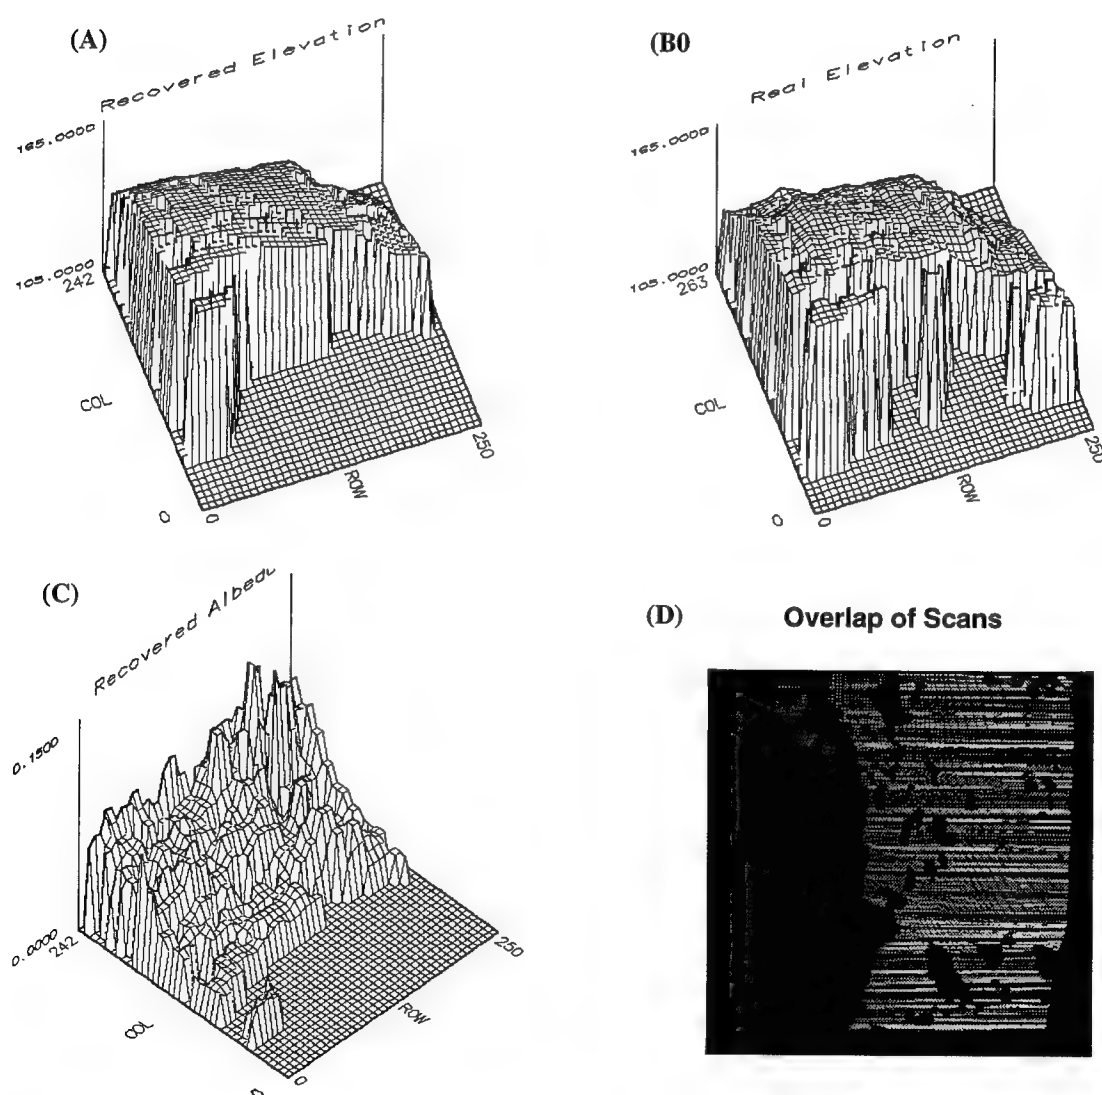 (A)
Recovered Elevation
165.0000
105.0000
242
COL
0
0
ROW
250
(B0
Real Elevation
165.0000
105.0000
263
COL
0
0
ROW
250
(C)
Recovered Albedo
0.1500
0.0000
242
COL
0
0
ROW
250
(D)
Overlap of Scans